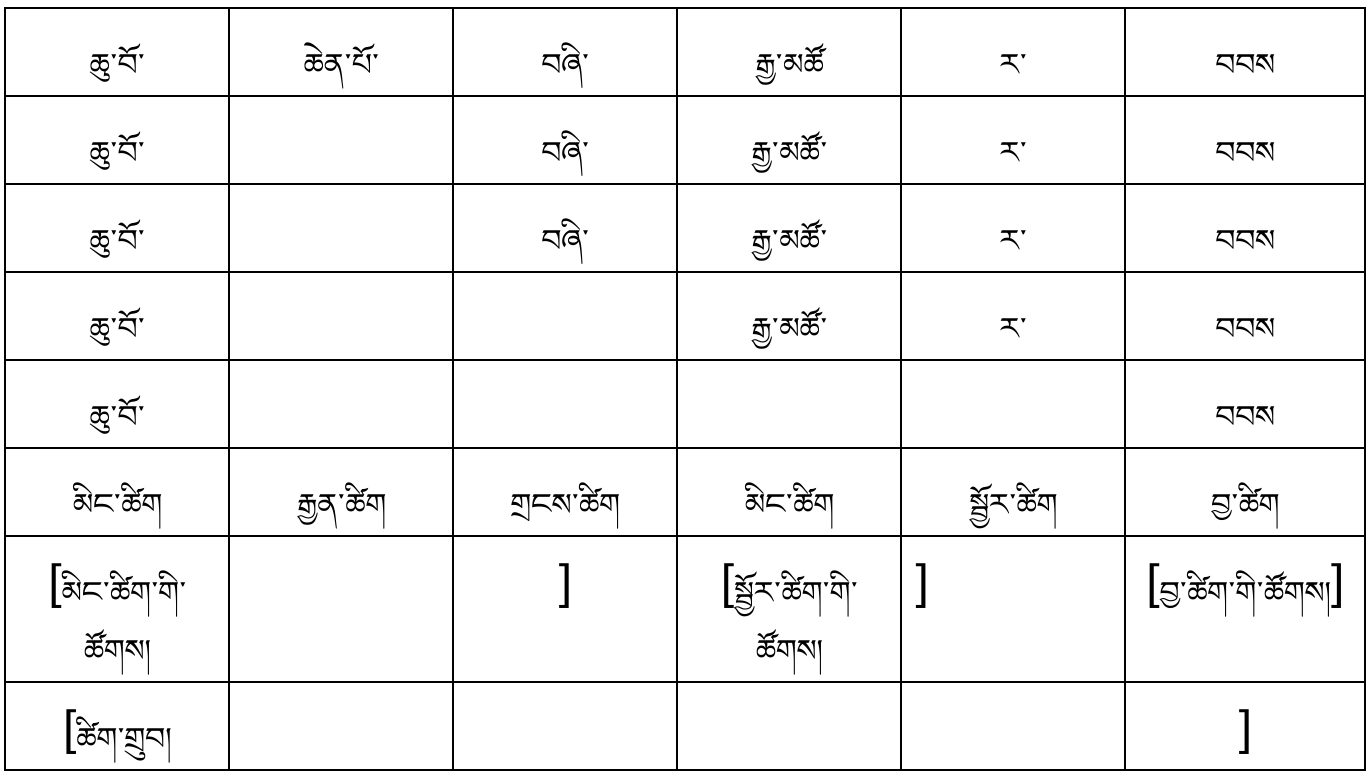 ཆུ་བོ་ ཆེན་པོ་ བཞི་ རྒྱ་མཚོ ར་ བབས
ཆུ་བོ་ བཞི་ རྒྱ་མཚོ་ ར་ བབས
ཆུ་བོ་ བཞི་ རྒྱ་མཚོ་ ར་ བབས
ཆུ་བོ་ རྒྱ་མཚོ་ ར་ བབས
ཆུ་བོ་ བབས
མིང་ཚིག རྒྱན་ཚིག གྲངས་ཚིག མིང་ཚིག སྦྱོར་ཚིག བྱ་ཚིག
[མིང་ཚིག་གི་ ] [སྦྱོར་ཚིག་གི་ ] [བྱ་ཚིག་གི་ཚོགས།]
ཚོགས། ཚོགས།
[ཚིག་གྲུབ། ]